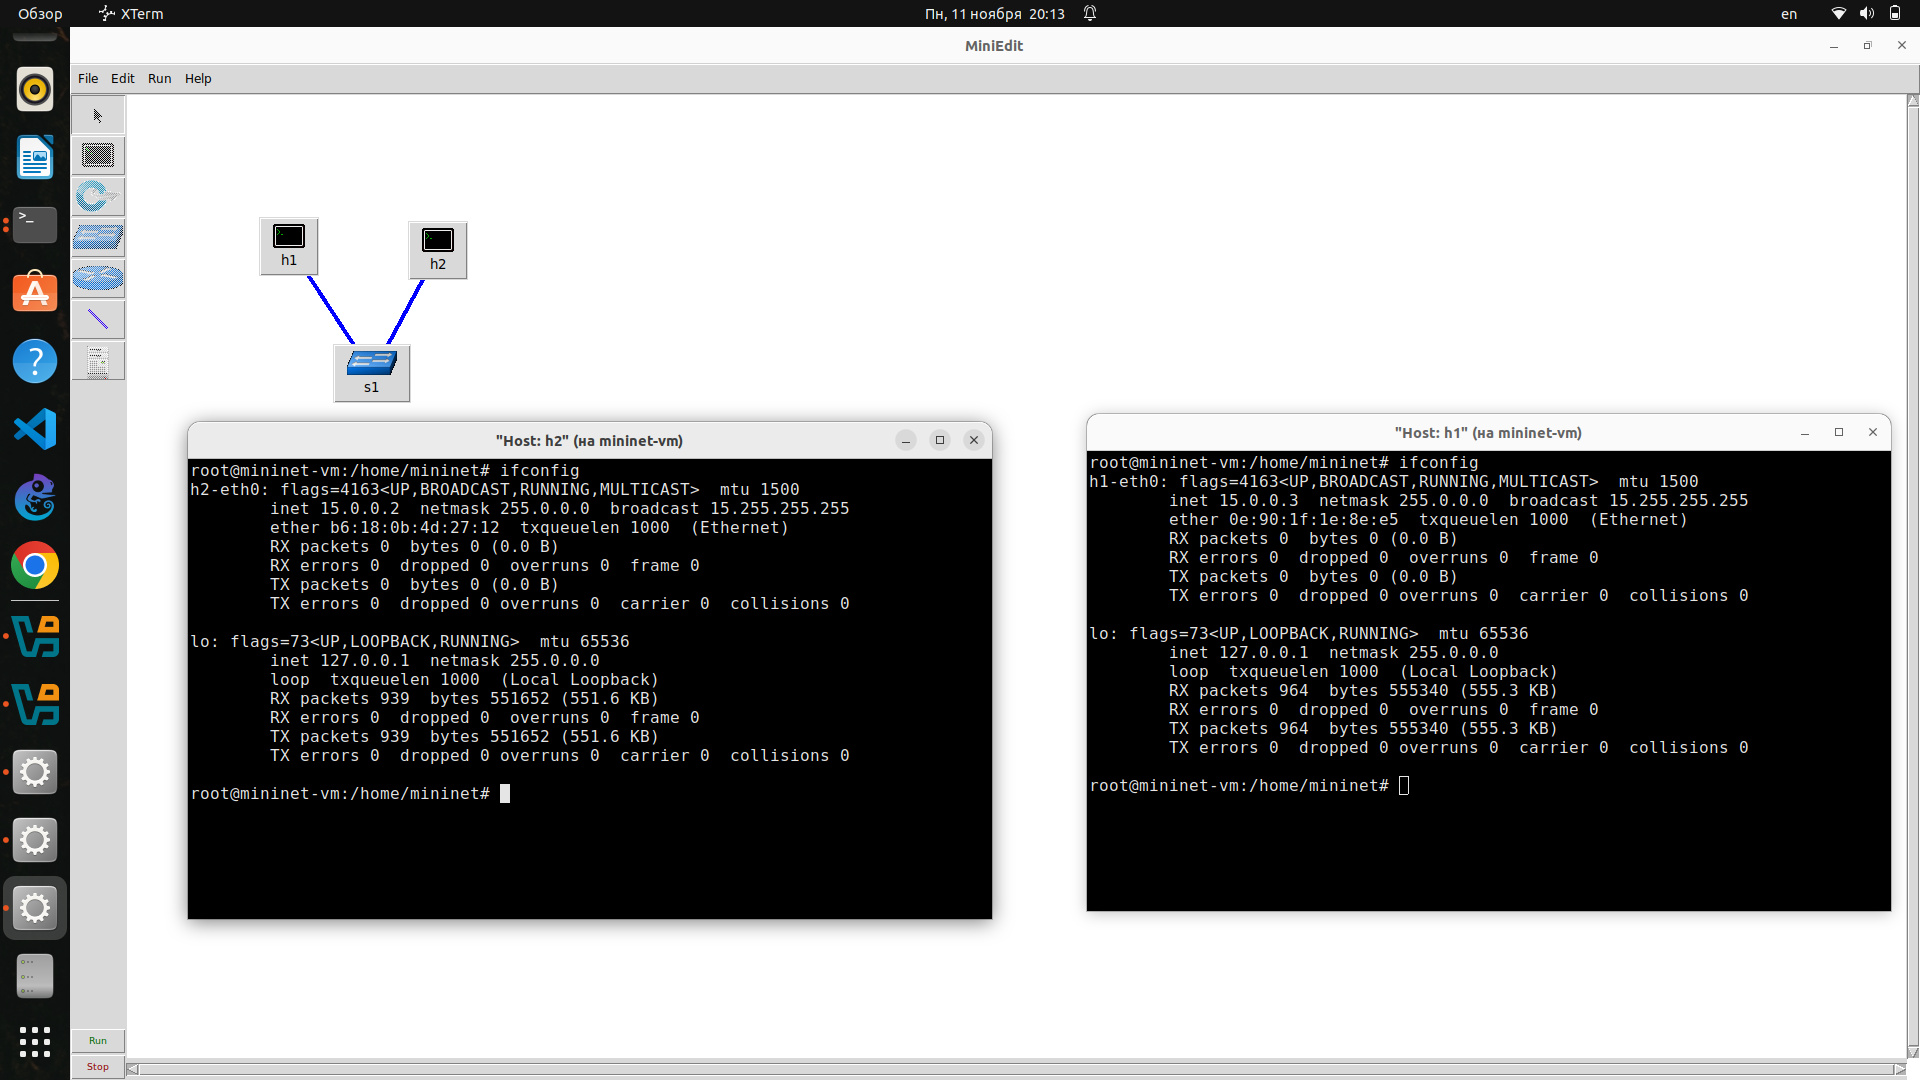 Обзор XTerm Пн, 11 ноября 20:13 en
MiniEdit
File Edit Run Help
h1
h2
s1
"Host: h2" (на mininet-vm)
root@mininet-vm:/home/mininet# ifconfig
h2-eth0: flags=4163<UP,BROADCAST,RUNNING,MULTICAST>  mtu 1500
        inet 15.0.0.2  netmask 255.0.0.0  broadcast 15.255.255.255
        ether b6:18:0b:4d:27:12  txqueuelen 1000  (Ethernet)
        RX packets 0  bytes 0 (0.0 B)
        RX errors 0  dropped 0  overruns 0  frame 0
        TX packets 0  bytes 0 (0.0 B)
        TX errors 0  dropped 0 overruns 0  carrier 0  collisions 0
lo: flags=73<UP,LOOPBACK,RUNNING>  mtu 65536
        inet 127.0.0.1  netmask 255.0.0.0
        loop  txqueuelen 1000  (Local Loopback)
        RX packets 939  bytes 551652 (551.6 KB)
        RX errors 0  dropped 0  overruns 0  frame 0
        TX packets 939  bytes 551652 (551.6 KB)
        TX errors 0  dropped 0 overruns 0  carrier 0  collisions 0
root@mininet-vm:/home/mininet#
"Host: h1" (на mininet-vm)
root@mininet-vm:/home/mininet# ifconfig
h1-eth0: flags=4163<UP,BROADCAST,RUNNING,MULTICAST>  mtu 1500
        inet 15.0.0.3  netmask 255.0.0.0  broadcast 15.255.255.255
        ether 0e:90:1f:1e:8e:e5  txqueuelen 1000  (Ethernet)
        RX packets 0  bytes 0 (0.0 B)
        RX errors 0  dropped 0  overruns 0  frame 0
        TX packets 0  bytes 0 (0.0 B)
        TX errors 0  dropped 0 overruns 0  carrier 0  collisions 0
lo: flags=73<UP,LOOPBACK,RUNNING>  mtu 65536
        inet 127.0.0.1  netmask 255.0.0.0
        loop  txqueuelen 1000  (Local Loopback)
        RX packets 964  bytes 555340 (555.3 KB)
        RX errors 0  dropped 0  overruns 0  frame 0
        TX packets 964  bytes 555340 (555.3 KB)
        TX errors 0  dropped 0 overruns 0  carrier 0  collisions 0
root@mininet-vm:/home/mininet#
Run
Stop